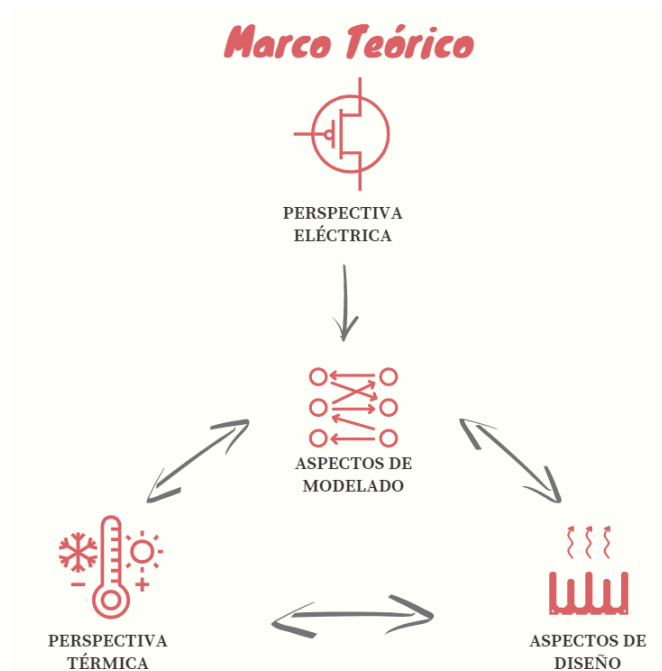 Marco Teórico
PERSPECTIVA
ELÉCTRICA
ASPECTOS DE
MODELADO
PERSPECTIVA
TÉRMICA
ASPECTOS DE
DISEÑO